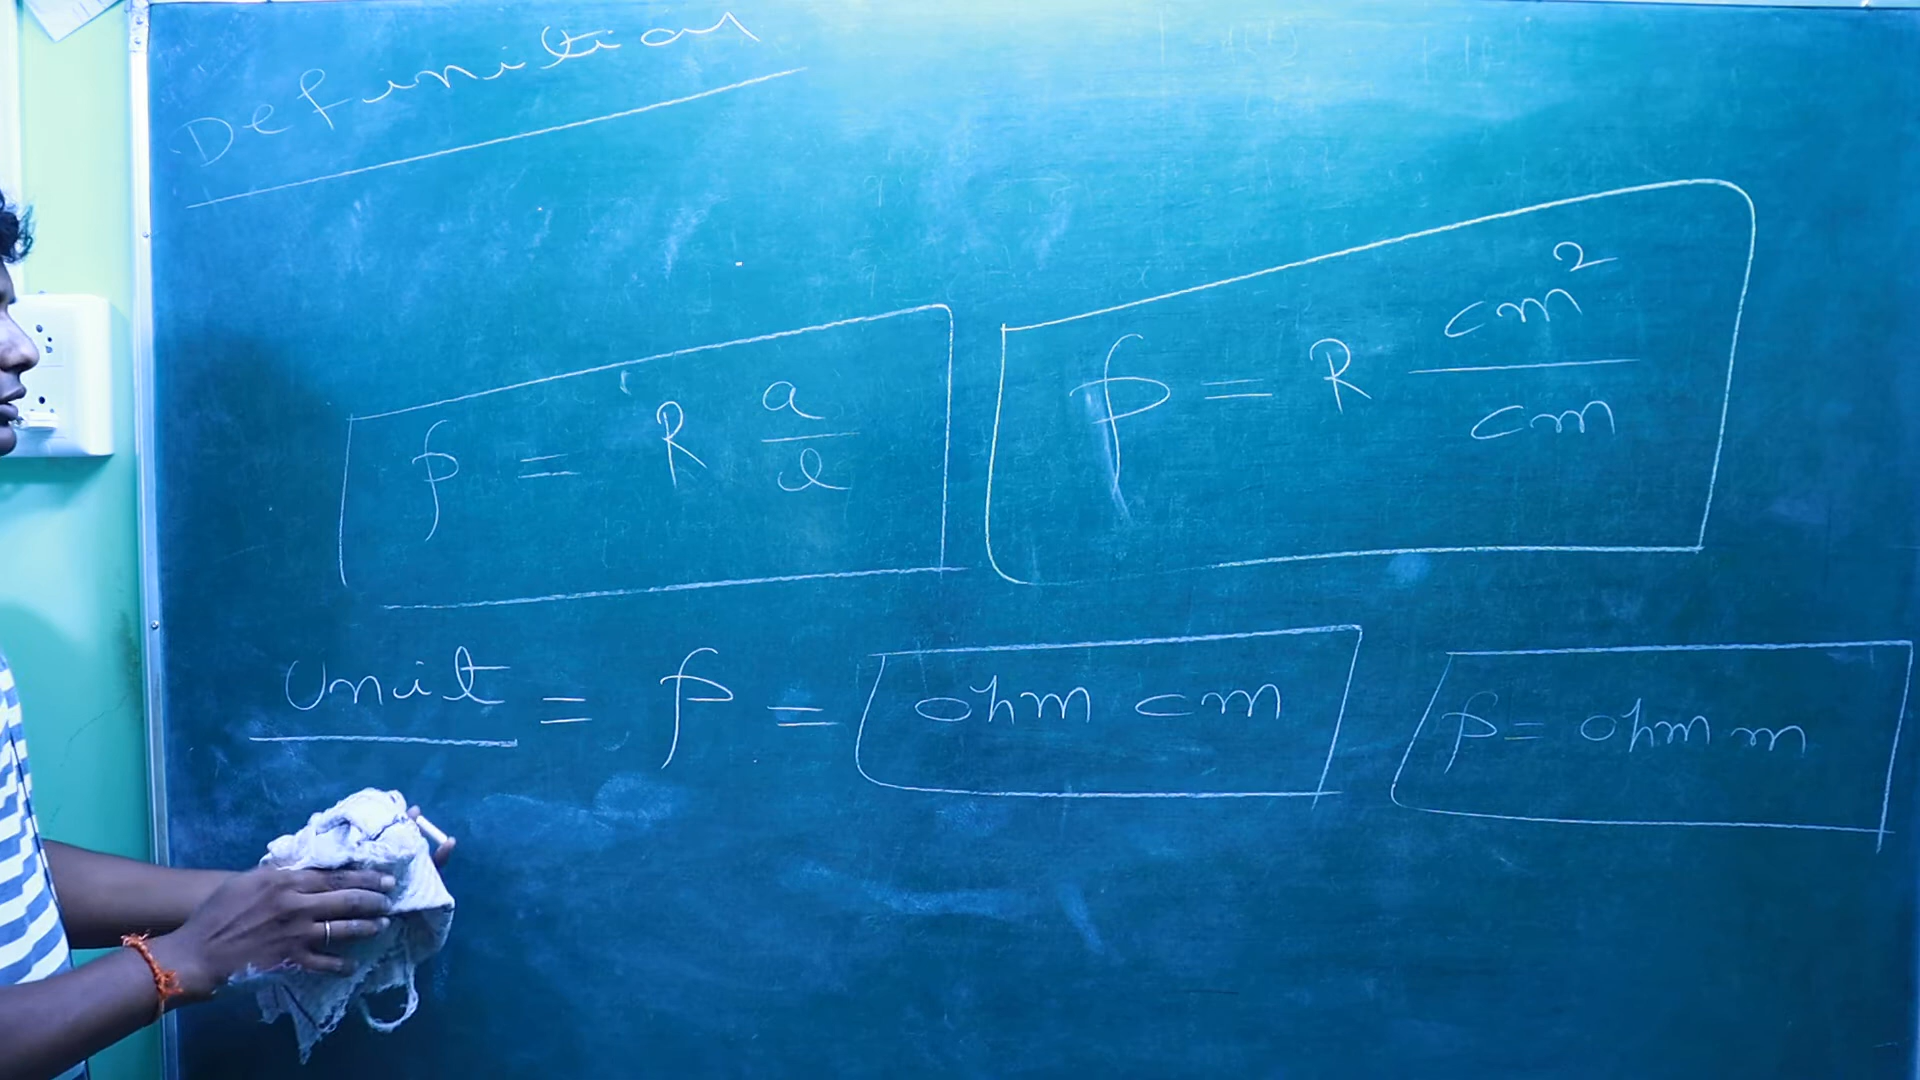 Definition
ρ = R a/l
ρ = R cm²/cm
Unit = ρ = ohm cm
ρ = ohm m